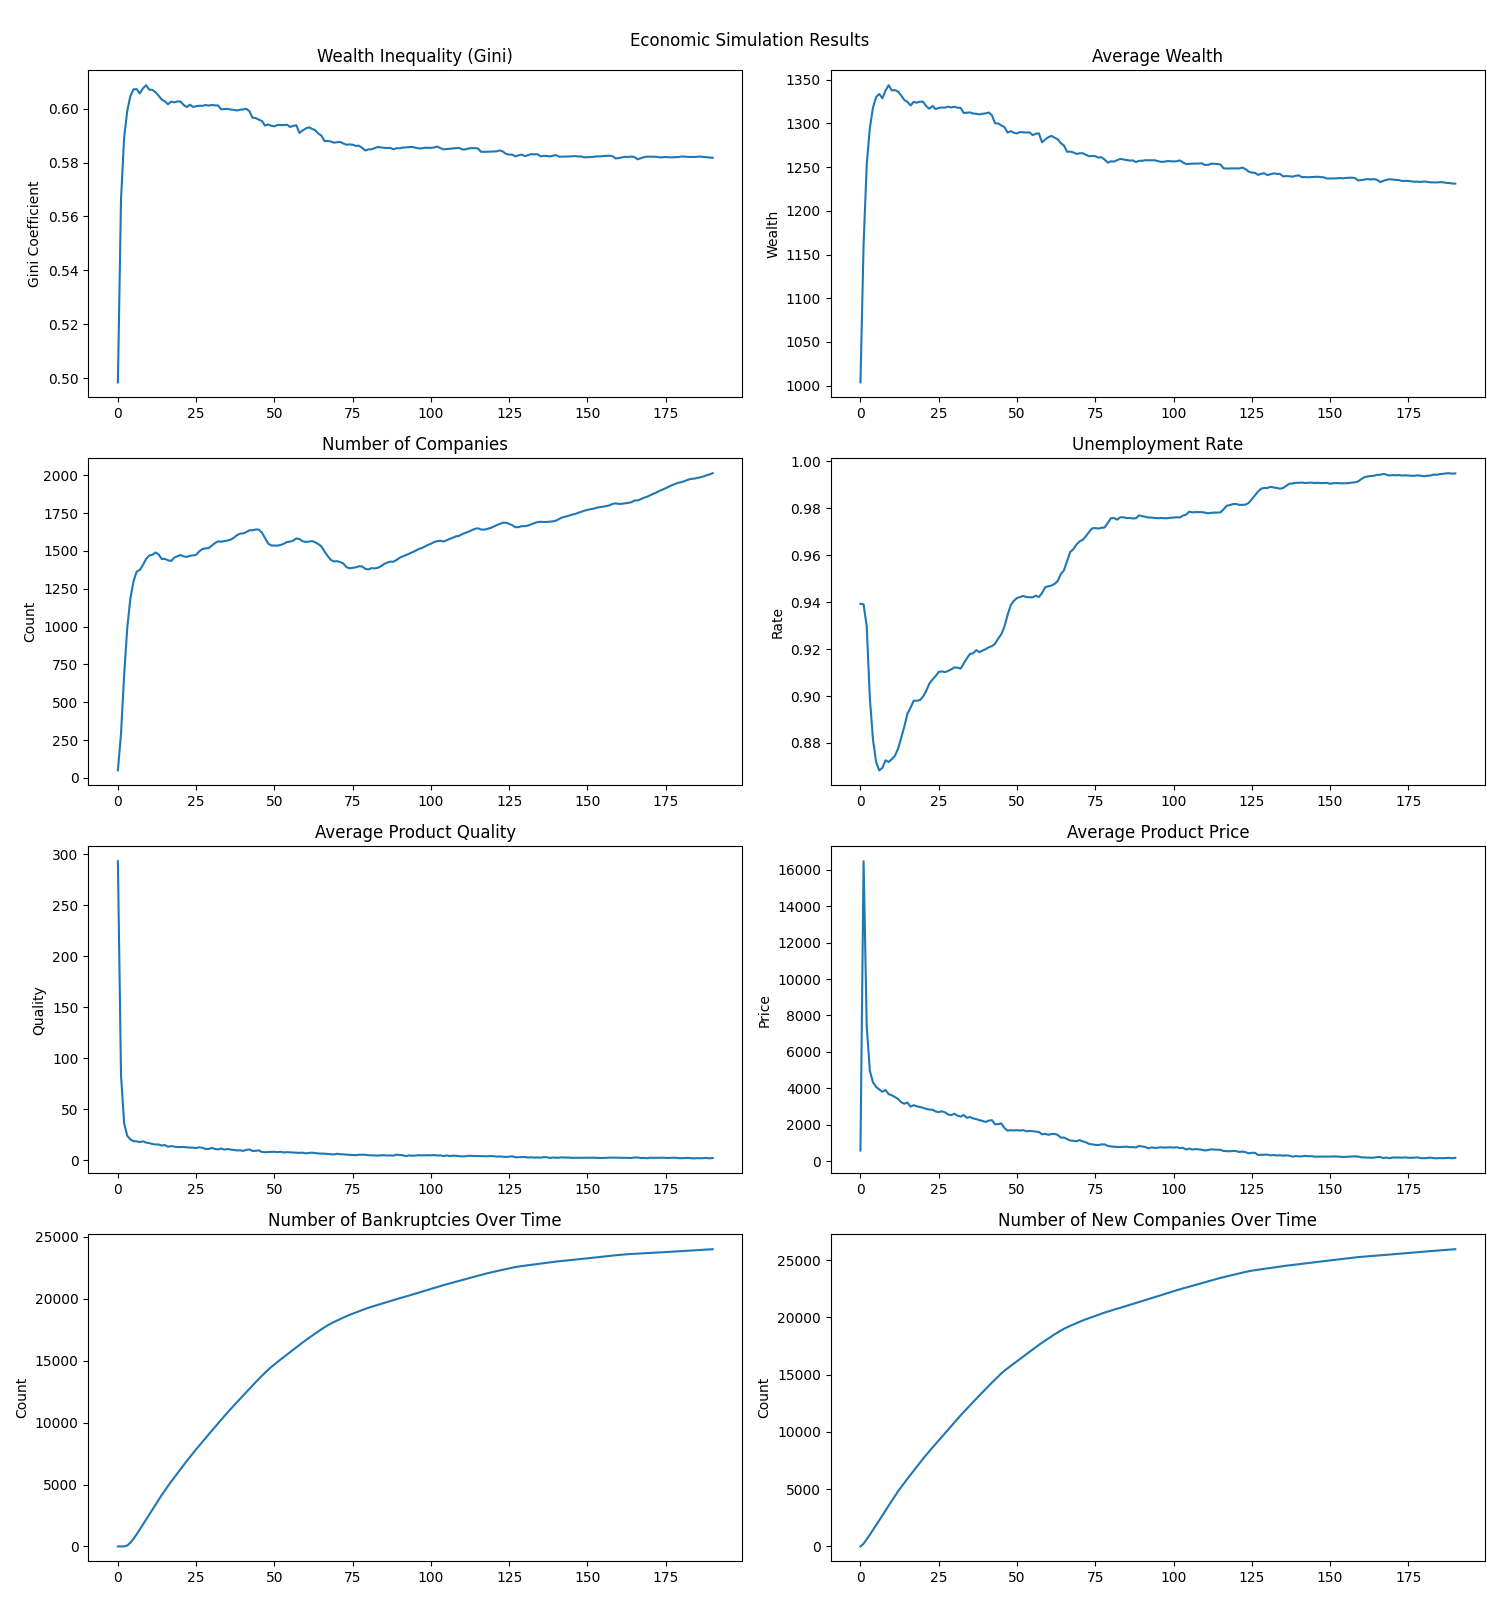 Economic Simulation Results
Wealth Inequality (Gini)
Gini Coefficient
0.60
0.58
0.56
0.54
0.52
0.50
0 25 50 75 100 125 150 175
Average Wealth
Wealth
1350
1300
1250
1200
1150
1100
1050
1000
0 25 50 75 100 125 150 175
Number of Companies
Count
2000
1750
1500
1250
1000
750
500
250
0
0 25 50 75 100 125 150 175
Unemployment Rate
Rate
1.00
0.98
0.96
0.94
0.92
0.90
0.88
0 25 50 75 100 125 150 175
Average Product Quality
Quality
300
250
200
150
100
50
0
0 25 50 75 100 125 150 175
Average Product Price
Price
16000
14000
12000
10000
8000
6000
4000
2000
0
0 25 50 75 100 125 150 175
Number of Bankruptcies Over Time
Count
25000
20000
15000
10000
5000
0
0 25 50 75 100 125 150 175
Number of New Companies Over Time
Count
25000
20000
15000
10000
5000
0
0 25 50 75 100 125 150 175